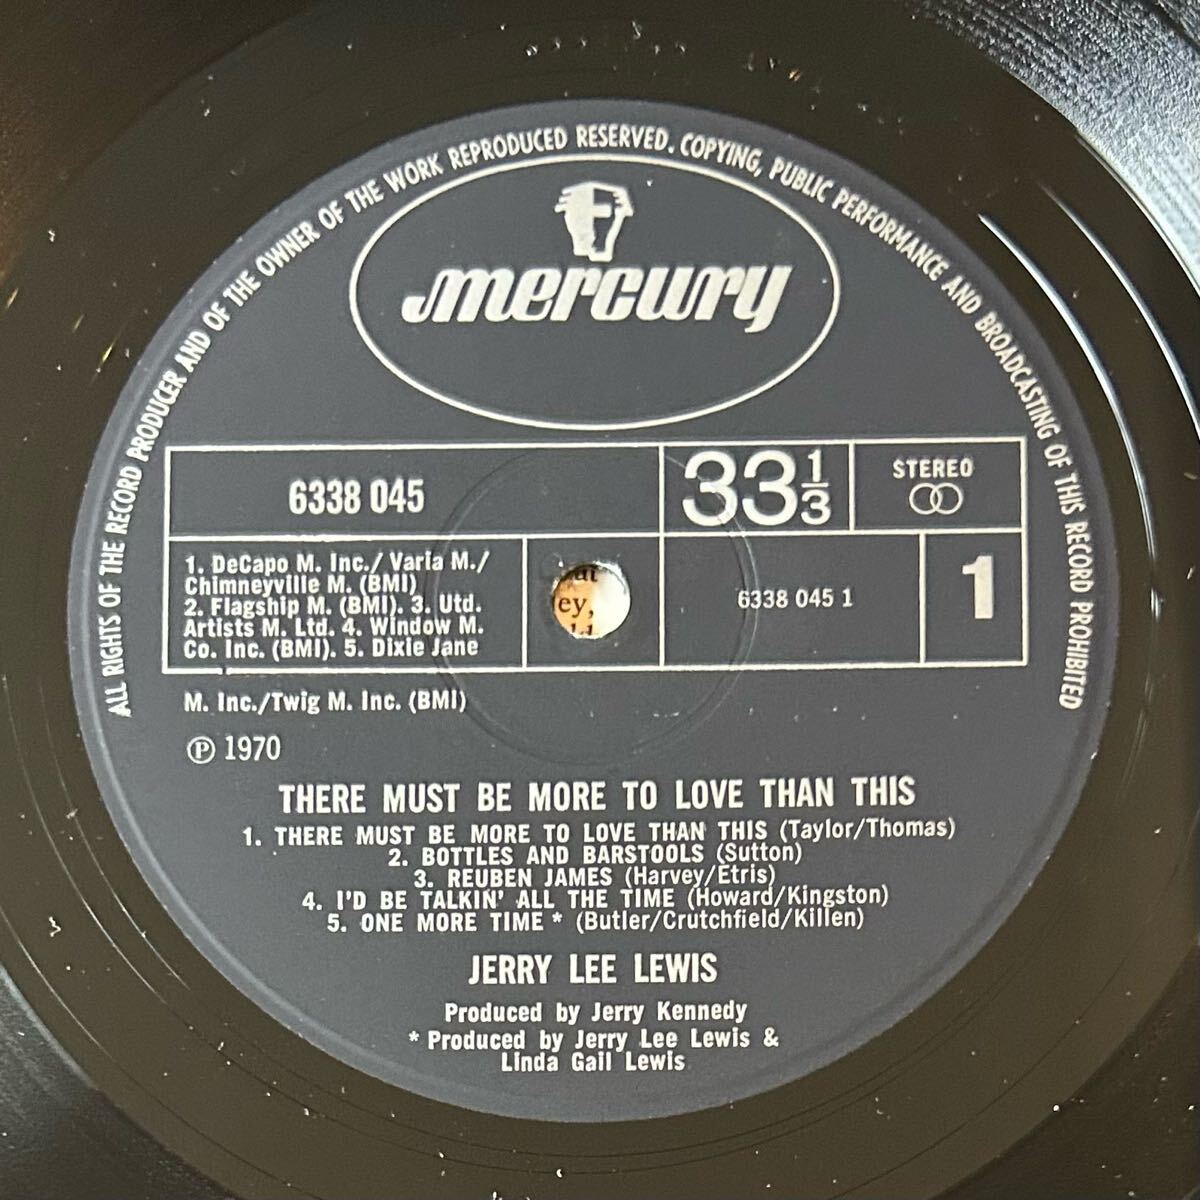 ALL RIGHTS OF THE RECORD PRODUCER AND OF THE OWNER OF THE WORK REPRODUCED RESERVED. COPYING, PUBLIC PERFORMANCE AND BROADCASTING OF THIS RECORD PROHIBITED
mercury
6338 045
33 1/3
STEREO
1. DeCapo M. Inc./ Varia M./
Chimneyville M. (BMI)
2. Flagship M. (BMI). 3. Utd.
Artists M. Ltd. 4. Window M.
Co. Inc. (BMI). 5. Dixie Jane
M. Inc./Twig M. Inc. (BMI)
ey,
6338 045 1
1
℗ 1970
THERE MUST BE MORE TO LOVE THAN THIS
1. THERE MUST BE MORE TO LOVE THAN THIS (Taylor/Thomas)
2. BOTTLES AND BARSTOOLS (Sutton)
3. REUBEN JAMES (Harvey/Etris)
4. I'D BE TALKIN' ALL THE TIME (Howard/Kingston)
5. ONE MORE TIME * (Butler/Crutchfield/Killen)
JERRY LEE LEWIS
Produced by Jerry Kennedy
* Produced by Jerry Lee Lewis &
Linda Gail Lewis